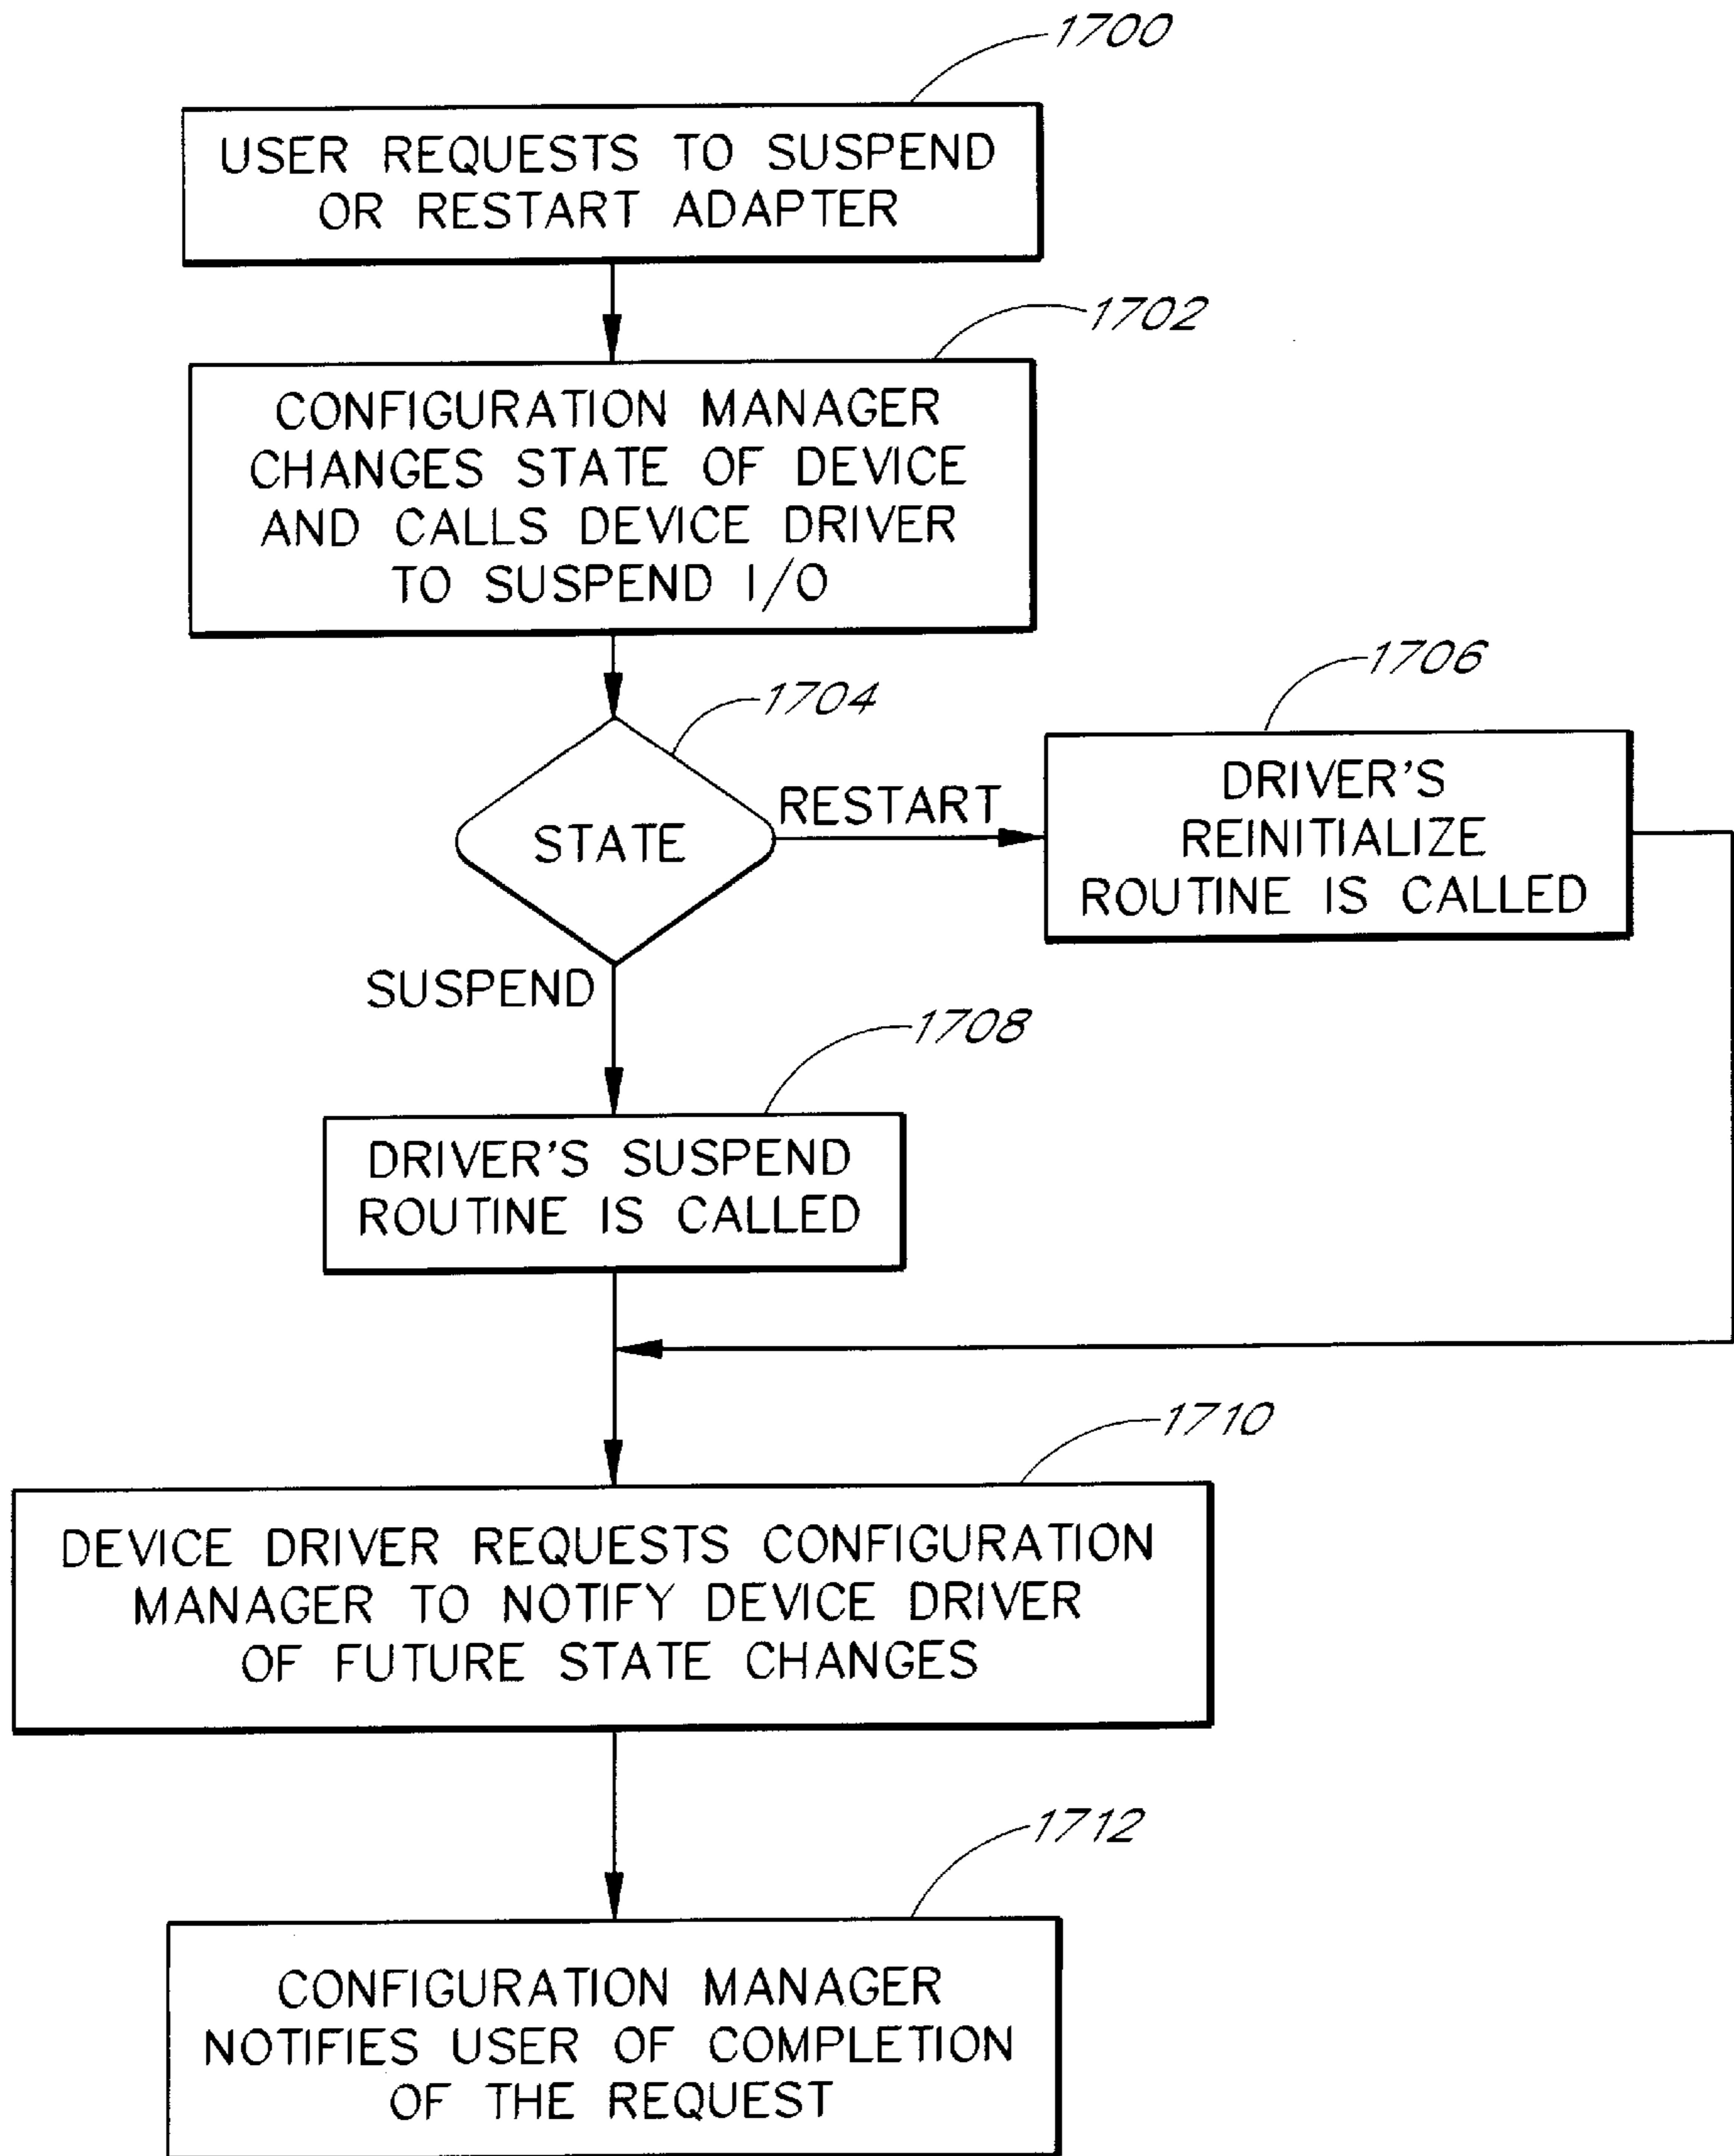 1700
USER REQUESTS TO SUSPEND
OR RESTART ADAPTER
1702
CONFIGURATION MANAGER
CHANGES STATE OF DEVICE
AND CALLS DEVICE DRIVER
TO SUSPEND I/O
1704
STATE
RESTART
1706
DRIVER'S
REINITIALIZE
ROUTINE IS CALLED
SUSPEND
1708
DRIVER'S SUSPEND
ROUTINE IS CALLED
1710
DEVICE DRIVER REQUESTS CONFIGURATION
MANAGER TO NOTIFY DEVICE DRIVER
OF FUTURE STATE CHANGES
1712
CONFIGURATION MANAGER
NOTIFIES USER OF COMPLETION
OF THE REQUEST